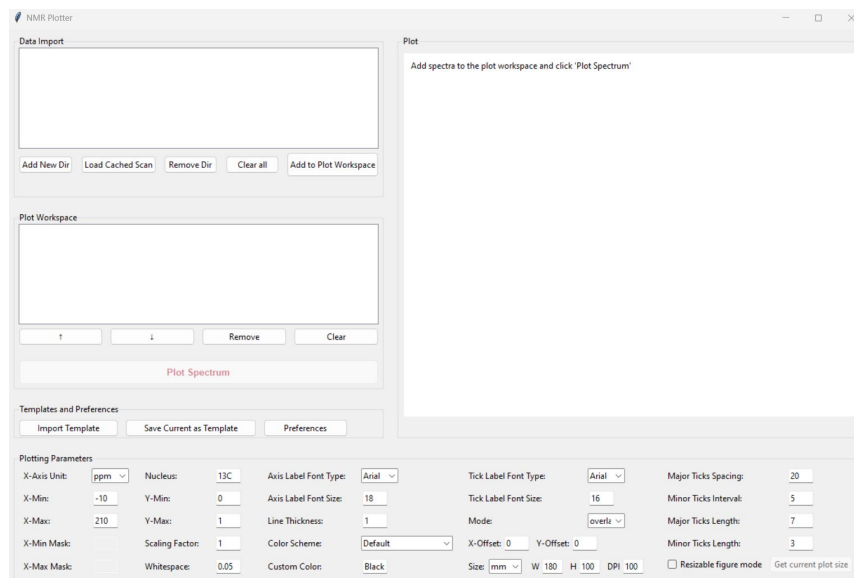 NMR Plotter
Data Import
Add New Dir Load Cached Scan Remove Dir Clear all Add to Plot Workspace
Plot Workspace
↑ ↓ Remove Clear
Plot Spectrum
Templates and Preferences
Import Template Save Current as Template Preferences
Plot
Add spectra to the plot workspace and click 'Plot Spectrum'
Plotting Parameters
X-Axis Unit: ppm Nucleus: 13C Axis Label Font Type: Arial Tick Label Font Type: Arial Major Ticks Spacing: 20
X-Min: -10 Y-Min: 0 Axis Label Font Size: 18 Tick Label Font Size: 16 Minor Ticks Interval: 5
X-Max: 210 Y-Max: 1 Line Thickness: 1 Mode: overla Major Ticks Length: 7
X-Min Mask: Scaling Factor: 1 Color Scheme: Default X-Offset: 0 Y-Offset: 0 Minor Ticks Length: 3
X-Max Mask: Whitespace: 0.05 Custom Color: Black Size: mm W 180 H 100 DPI 100 Resizable figure mode Get current plot size